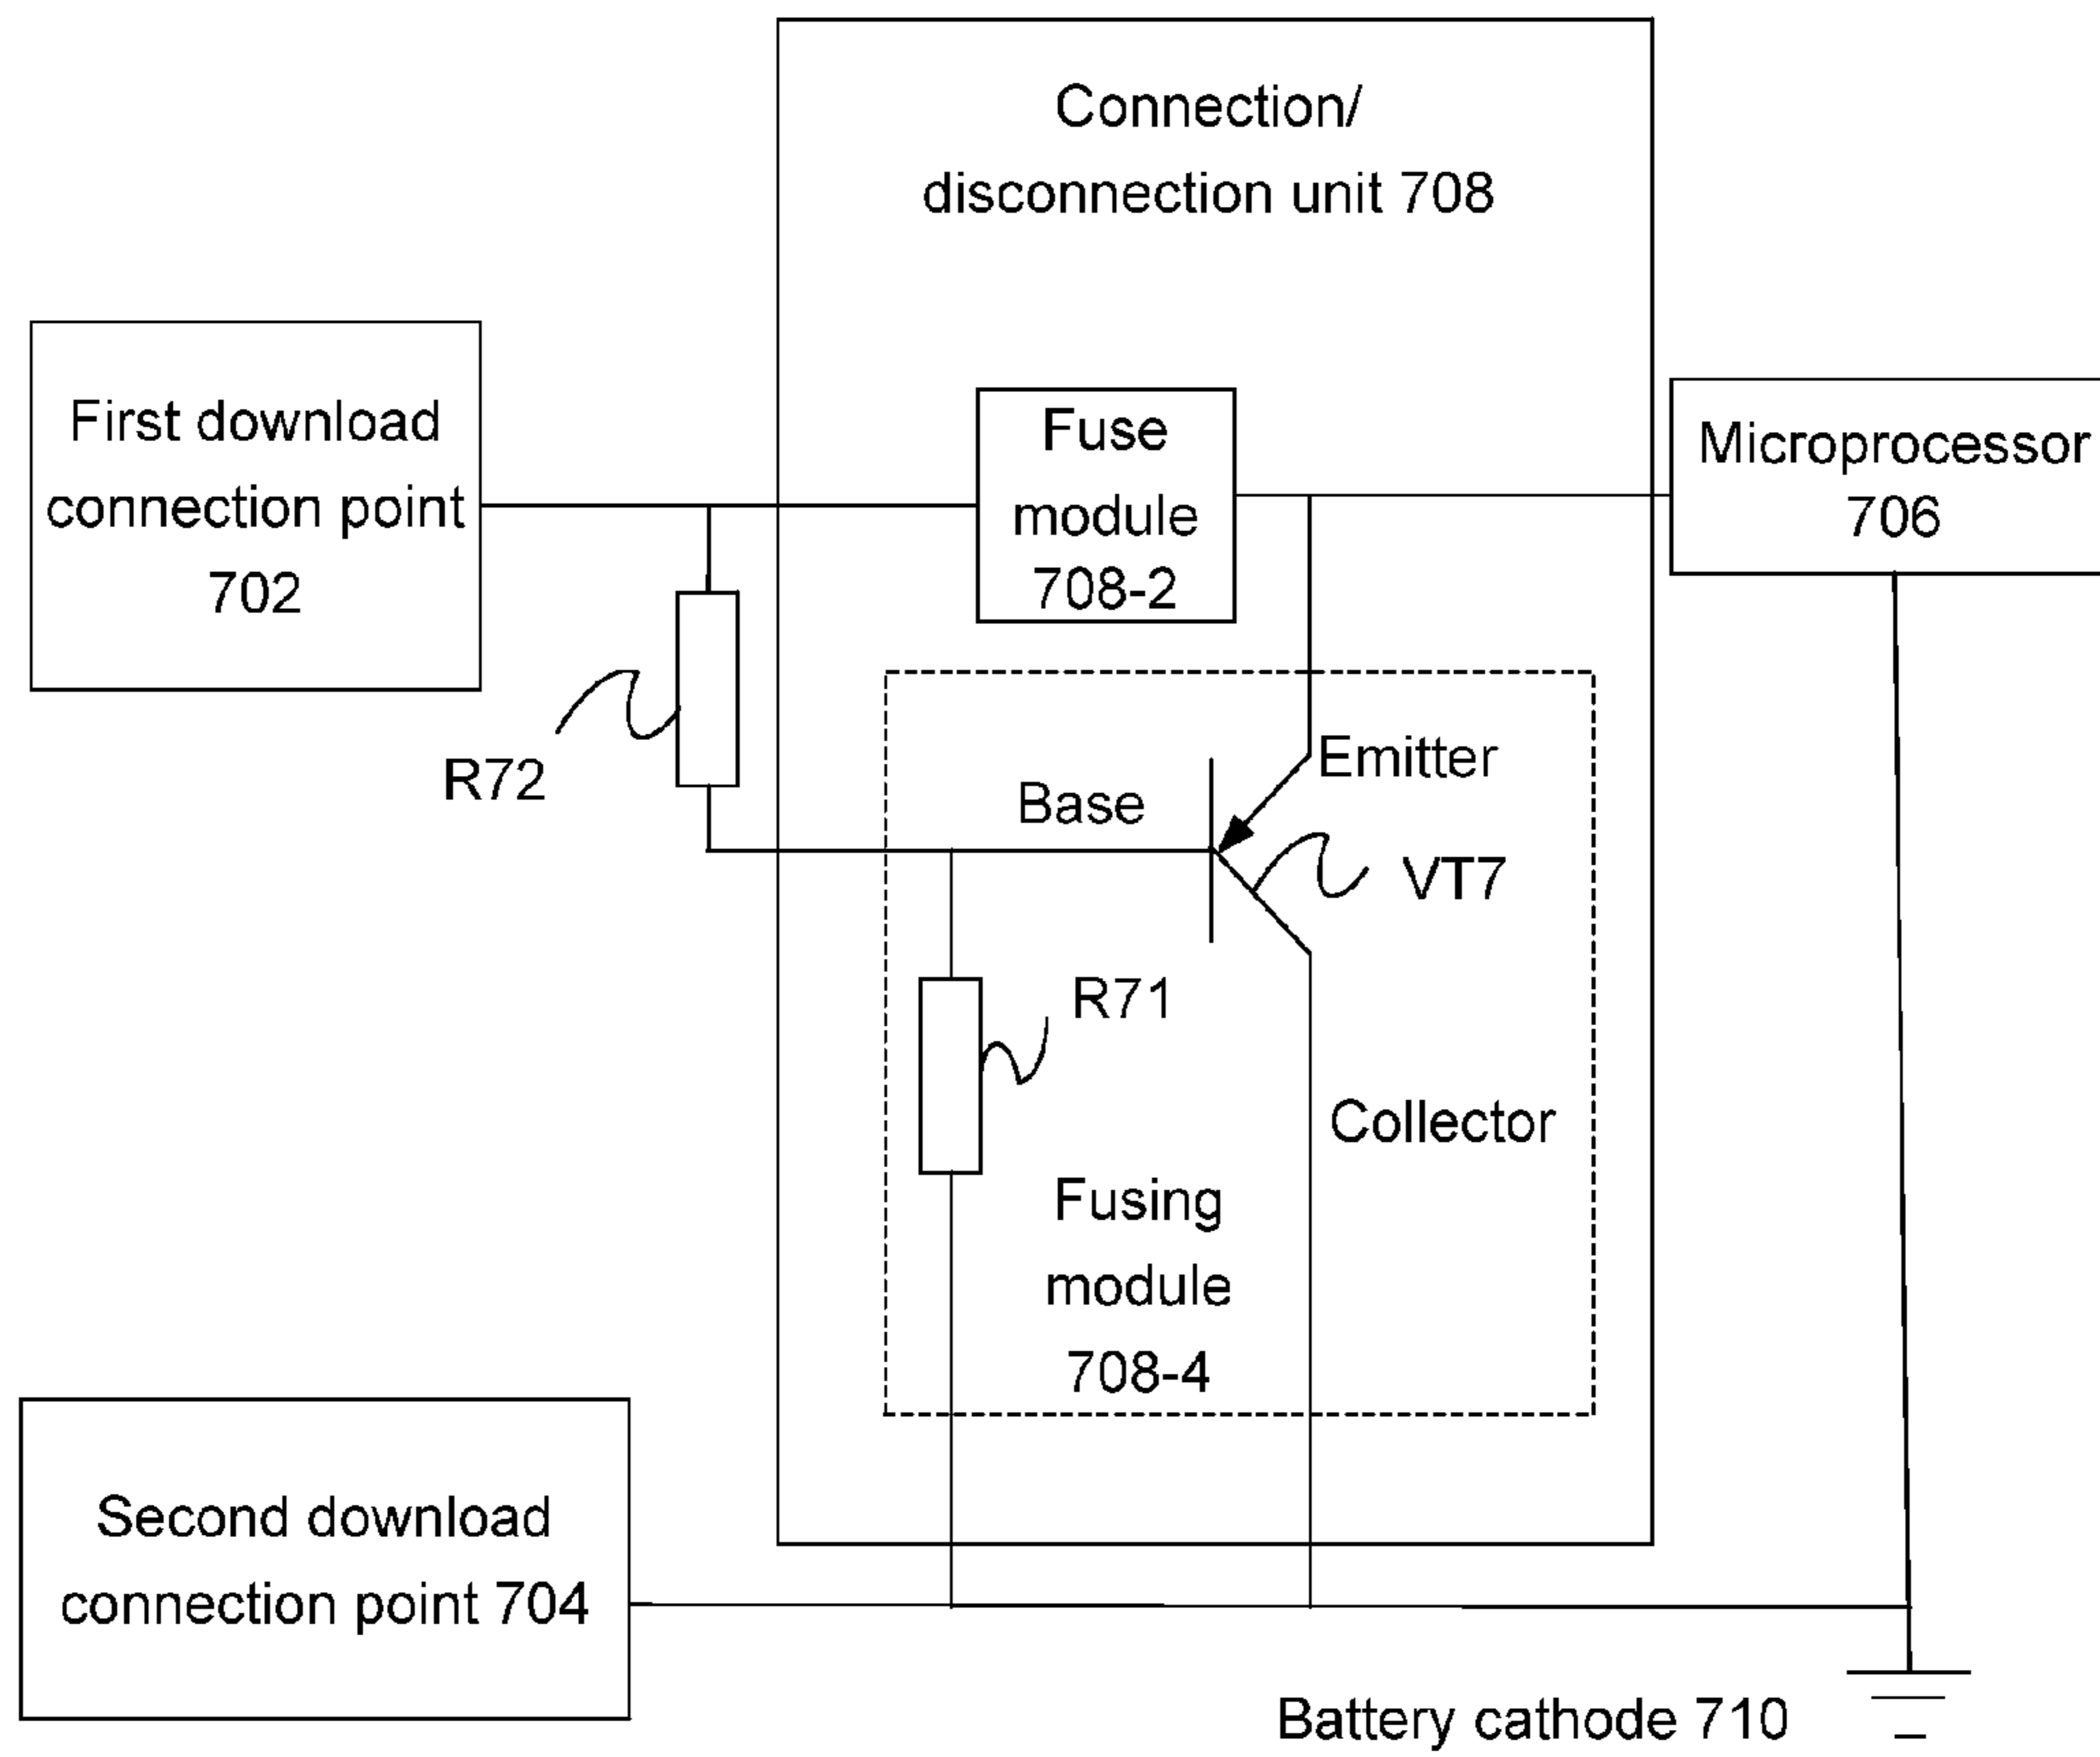 Connection/
disconnection unit 708
First download
connection point
702
Fuse
module
708-2
Microprocessor
706
R72
Base
Emitter
VT7
R71
Collector
Fusing
module
708-4
Second download
connection point 704
Battery cathode 710